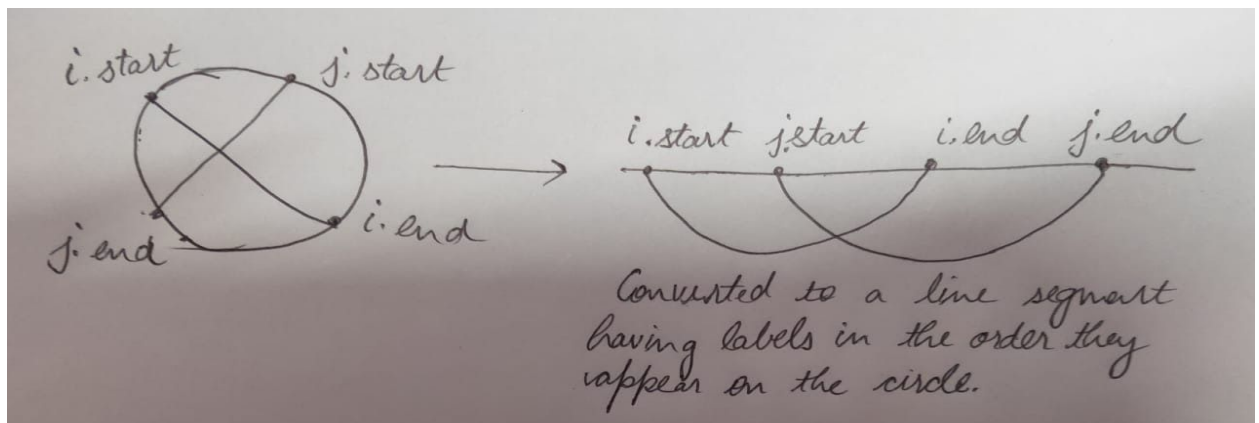 i.start j.start
j.end i.end
i.start j.start i.end j.end
Converted to a line segment
having labels in the order they
appear on the circle.